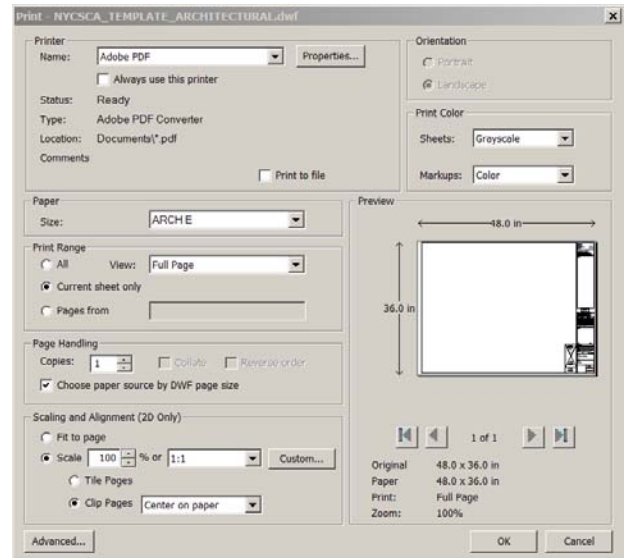 Print - NYCSCA_TEMPLATE_ARCHITECTURAL.dwf
Printer
Name: Adobe PDF Properties...
Always use this printer
Status: Ready
Type: Adobe PDF Converter
Location: Documents\*.pdf
Comments
Print to file
Orientation
Portrait
Landscape
Print Color
Sheets: Grayscale
Markups: Color
Paper
Size: ARCH E
Print Range
All View: Full Page
Current sheet only
Pages from
Page Handling
Copies: 1 Collate Reverse order
Choose paper source by DWF page size
Scaling and Alignment (2D Only)
Fit to page
Scale 100 % or 1:1 Custom...
Tile Pages
Clip Pages Center on paper
Preview
48.0 in
36.0 in
1 of 1
Original 48.0 x 36.0 in
Paper 48.0 x 36.0 in
Print: Full Page
Zoom: 100%
Advanced... OK Cancel